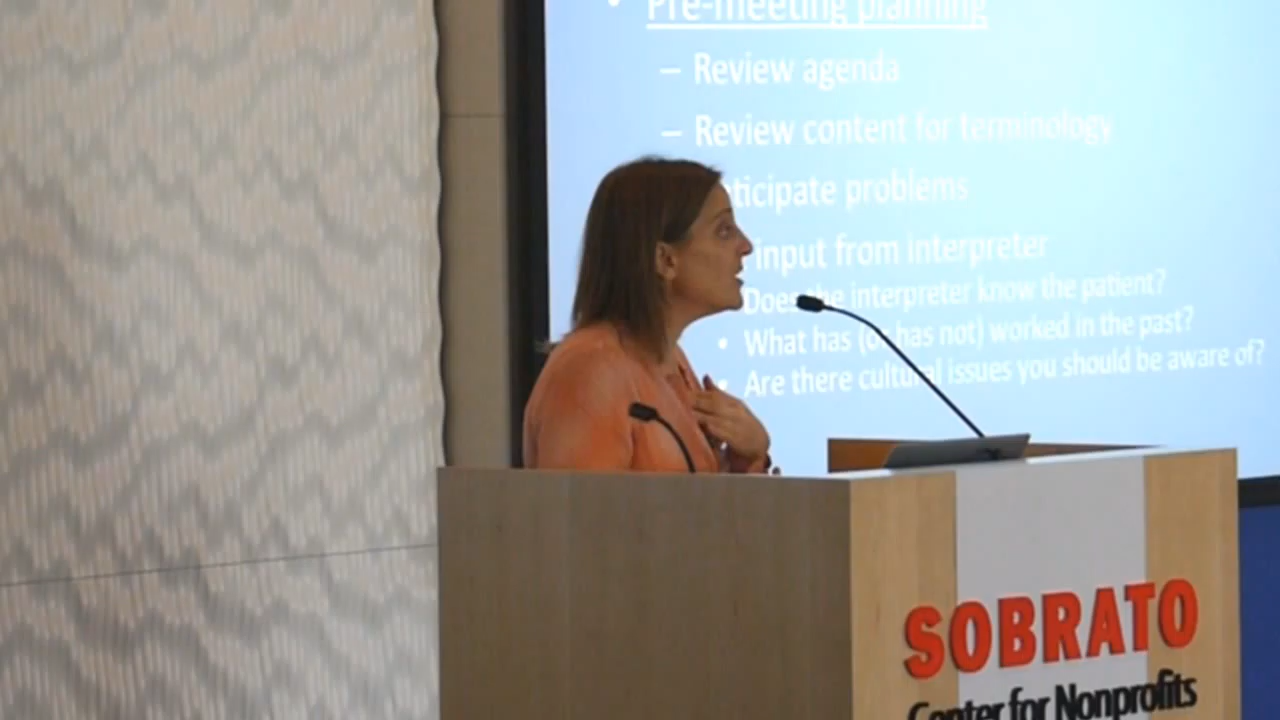 • Pre-meeting planning
– Review agenda
– Review content for terminology
ticipate problems
input from interpreter
Does the interpreter know the patient?
• What has (or has not) worked in the past?
• Are there cultural issues you should be aware of?
SOBRATO
Center for Nonprofits